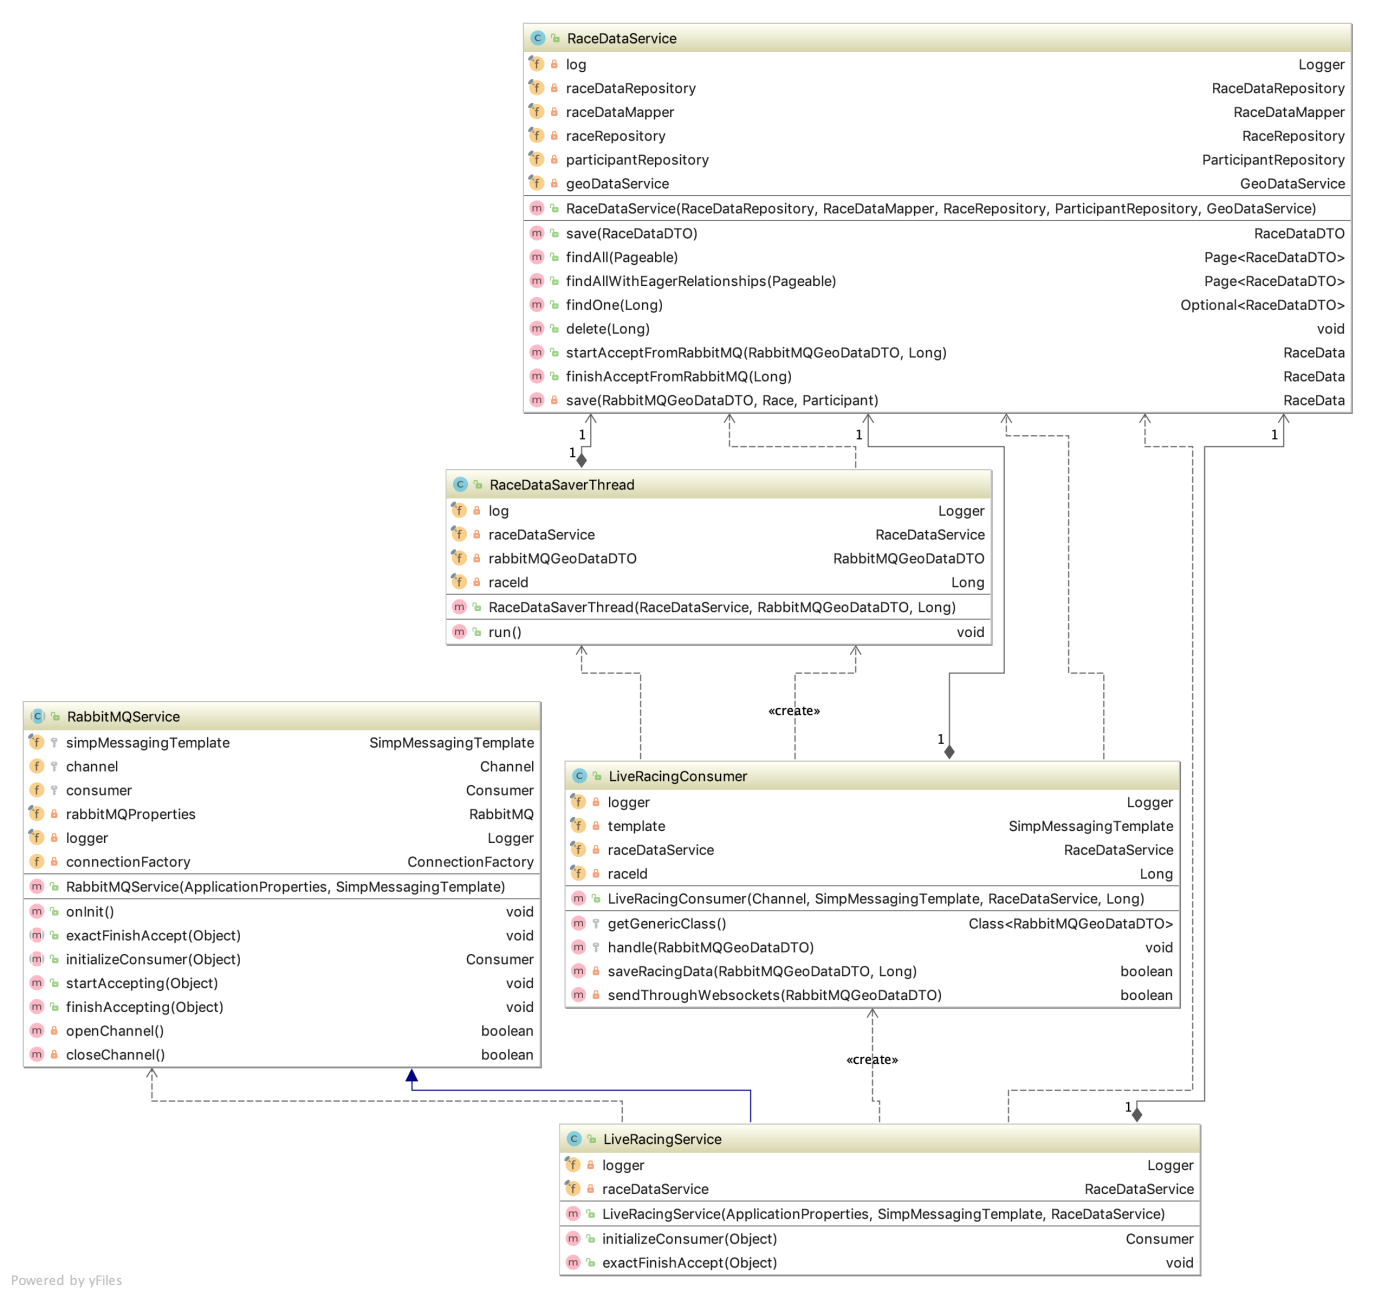 RaceDataService
log Logger
raceDataRepository RaceDataRepository
raceDataMapper RaceDataMapper
raceRepository RaceRepository
participantRepository ParticipantRepository
geoDataService GeoDataService
RaceDataService(RaceDataRepository, RaceDataMapper, RaceRepository, ParticipantRepository, GeoDataService)
save(RaceDataDTO) RaceDataDTO
findAll(Pageable) Page<RaceDataDTO>
findAllWithEagerRelationships(Pageable) Page<RaceDataDTO>
findOne(Long) Optional<RaceDataDTO>
delete(Long) void
startAcceptFromRabbitMQ(RabbitMQGeoDataDTO, Long) RaceData
finishAcceptFromRabbitMQ(Long) RaceData
save(RabbitMQGeoDataDTO, Race, Participant) RaceData
1 1 1
1
RaceDataSaverThread
log Logger
raceDataService RaceDataService
rabbitMQGeoDataDTO RabbitMQGeoDataDTO
raceId Long
RaceDataSaverThread(RaceDataService, RabbitMQGeoDataDTO, Long)
run() void
«create»
1
RabbitMQService
simpMessagingTemplate SimpMessagingTemplate
channel Channel
consumer Consumer
rabbitMQProperties RabbitMQ
logger Logger
connectionFactory ConnectionFactory
RabbitMQService(ApplicationProperties, SimpMessagingTemplate)
onInit() void
exactFinishAccept(Object) void
initializeConsumer(Object) Consumer
startAccepting(Object) void
finishAccepting(Object) void
openChannel() boolean
closeChannel() boolean
LiveRacingConsumer
logger Logger
template SimpMessagingTemplate
raceDataService RaceDataService
raceId Long
LiveRacingConsumer(Channel, SimpMessagingTemplate, RaceDataService, Long)
getGenericClass() Class<RabbitMQGeoDataDTO>
handle(RabbitMQGeoDataDTO) void
saveRacingData(RabbitMQGeoDataDTO, Long) boolean
sendThroughWebsockets(RabbitMQGeoDataDTO) boolean
«create»
1
LiveRacingService
logger Logger
raceDataService RaceDataService
LiveRacingService(ApplicationProperties, SimpMessagingTemplate, RaceDataService)
initializeConsumer(Object) Consumer
exactFinishAccept(Object) void
Powered by yFiles